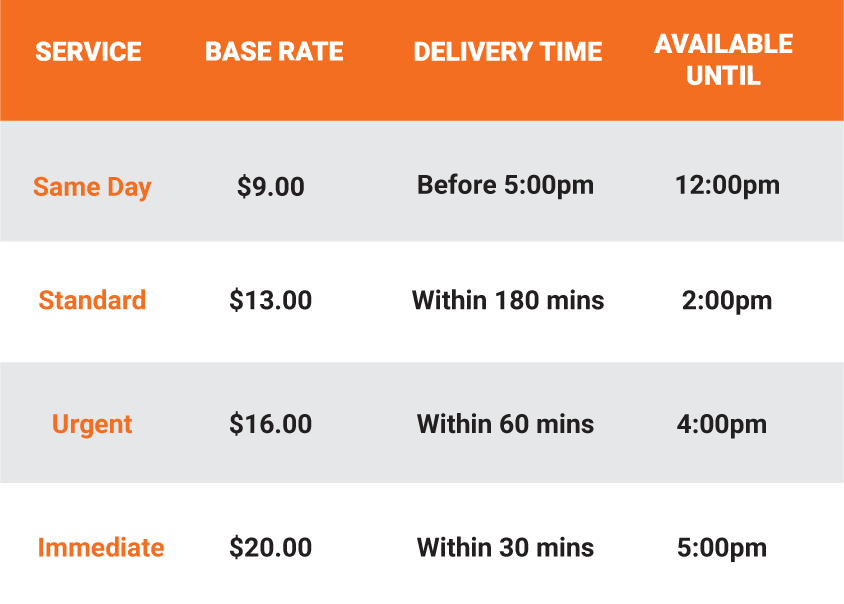 SERVICE BASE RATE DELIVERY TIME AVAILABLE UNTIL
Same Day $9.00 Before 5:00pm 12:00pm
Standard $13.00 Within 180 mins 2:00pm
Urgent $16.00 Within 60 mins 4:00pm
Immediate $20.00 Within 30 mins 5:00pm